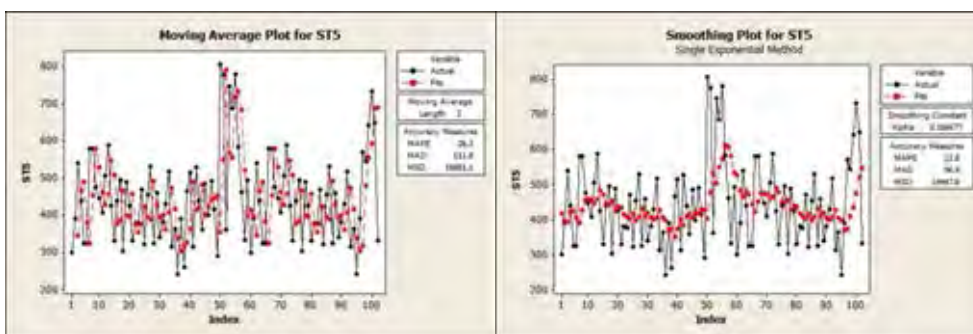 Moving Average Plot for ST5
ST5
800
700
600
500
400
300
200
1
10
20
30
40
50
60
70
80
90
100
Index
Variable
Actual
Fits
Moving Average
Length
Accuracy Measures
MAPE
MAD
MSD
Smoothing Plot for ST5
Single Exponential Method
ST5
800
700
600
500
400
300
200
1
10
20
30
40
50
60
70
80
90
100
Index
Variable
Actual
Fits
Smoothing Constant
Alpha
Accuracy Measures
MAPE
MAD
MSD